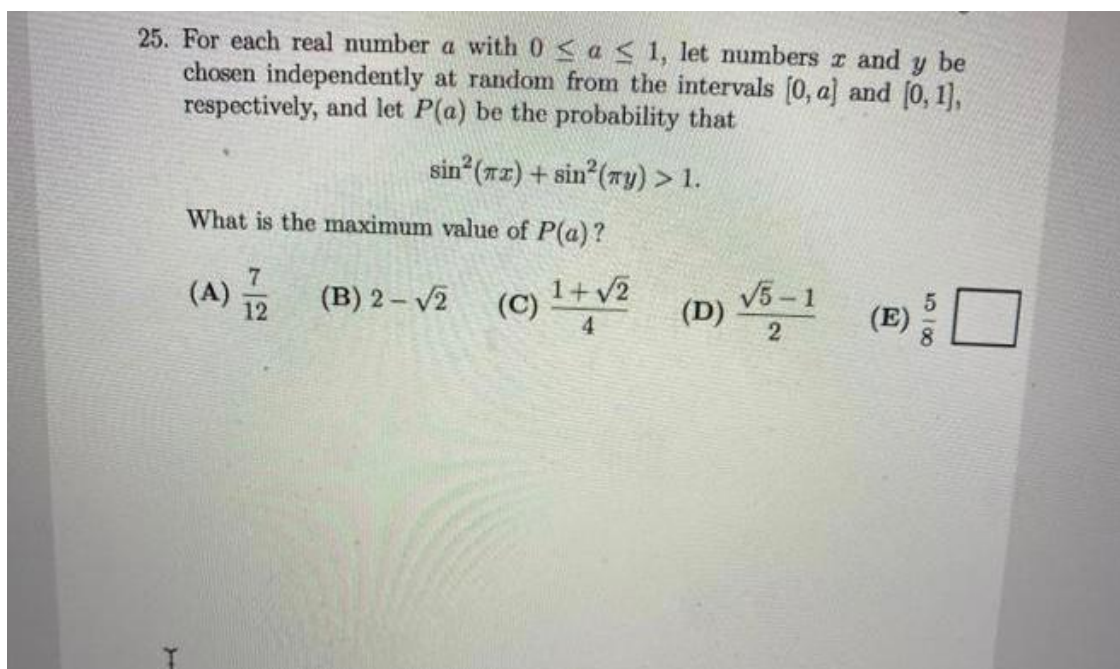 25. For each real number a with 0 ≤ a ≤ 1, let numbers x and y be
chosen independently at random from the intervals [0, a] and [0, 1],
respectively, and let P(a) be the probability that
sin²(πx) + sin²(πy) > 1.
What is the maximum value of P(a)?
(A) 7/12 (B) 2 − √2 (C) (1 + √2)/4 (D) (√5 − 1)/2 (E) 5/8